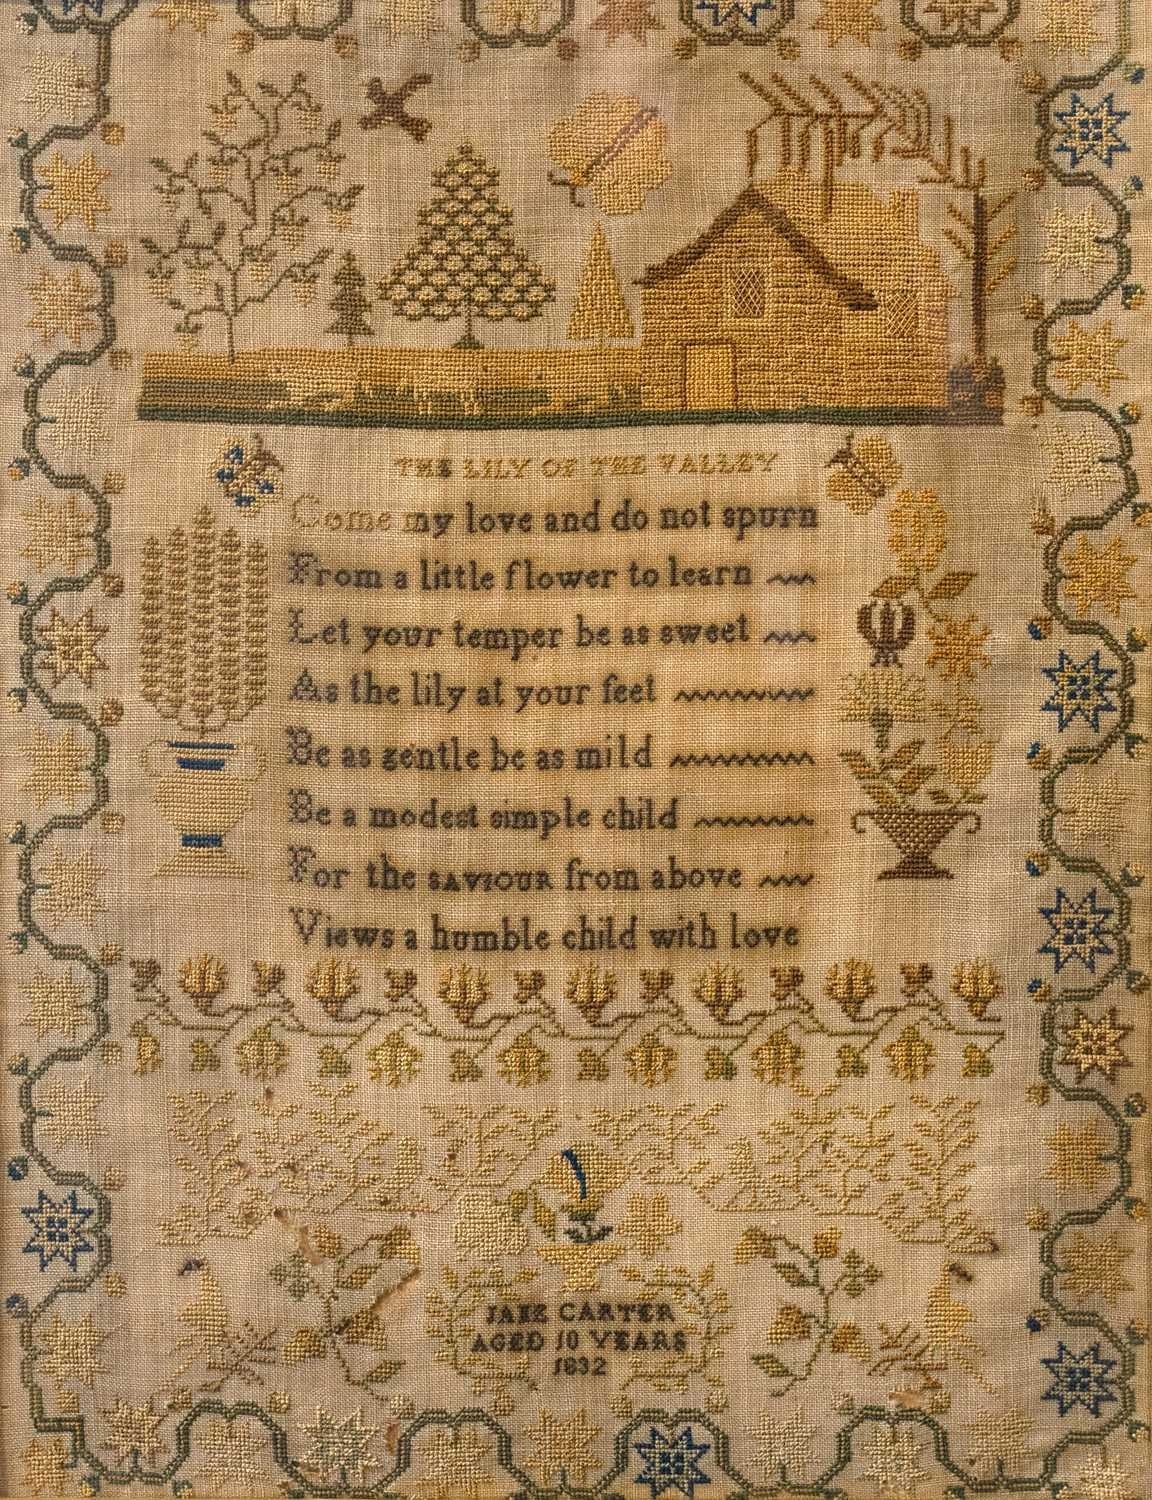 THE LILY OF THE VALLEY
Come my love and do not spurn
From a little flower to learn
Let your temper be as sweet
As the lily at your feet
Be as gentle be as mild
Be a modest simple child
For the SAVIOUR from above
Views a humble child with love
JANE CARTER
AGED 10 YEARS
1832